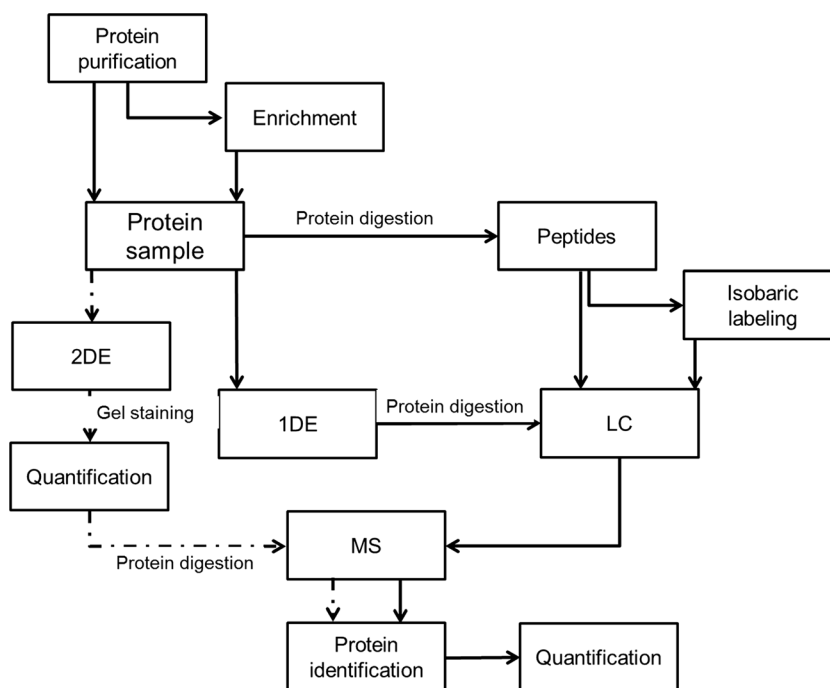 Protein
purification
Enrichment
Protein
sample
Protein digestion
Peptides
Isobaric
labeling
2DE
Gel staining
1DE
Protein digestion
LC
Quantification
MS
Protein digestion
Protein
identification
Quantification